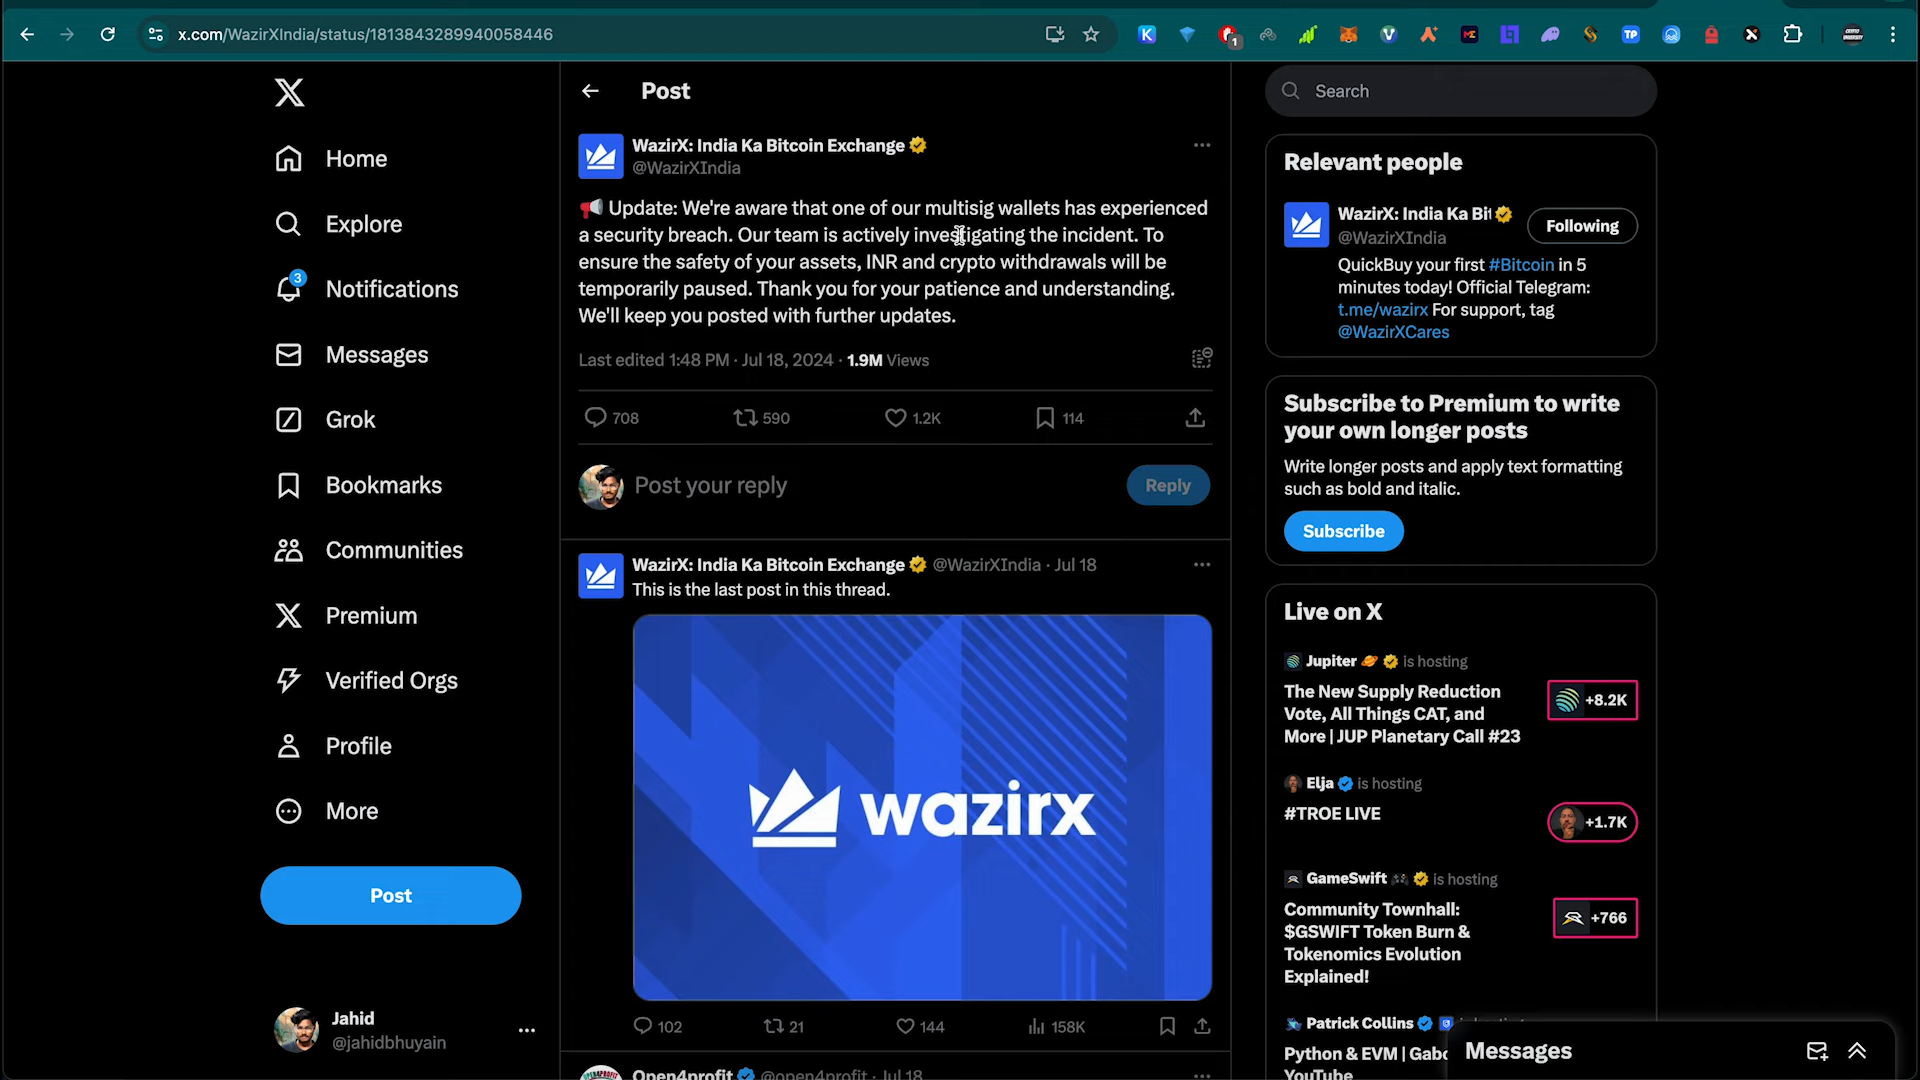 x.com/WazirXIndia/status/1813843289940058446
1
Home
Explore
3
Notifications
Messages
Grok
Bookmarks
Communities
Premium
Verified Orgs
Profile
More
Post
Jahid
@jahidbhuyain
Post
WazirX: India Ka Bitcoin Exchange
@WazirXIndia
Update: We're aware that one of our multisig wallets has experienced
a security breach. Our team is actively investigating the incident. To
ensure the safety of your assets, INR and crypto withdrawals will be
temporarily paused. Thank you for your patience and understanding.
We'll keep you posted with further updates.
Last edited 1:48 PM · Jul 18, 2024 · 1.9M Views
708 590 1.2K 114
Post your reply
Reply
WazirX: India Ka Bitcoin Exchange @WazirXIndia · Jul 18
This is the last post in this thread.
wazirx
102 21 144 158K
Open4profit @open4profit · Jul 18
Search
Relevant people
WazirX: India Ka Bit
@WazirXIndia
Following
QuickBuy your first #Bitcoin in 5
minutes today! Official Telegram:
t.me/wazirx For support, tag
@WazirXCares
Subscribe to Premium to write
your own longer posts
Write longer posts and apply text formatting
such as bold and italic.
Subscribe
Live on X
Jupiter is hosting
The New Supply Reduction
Vote, All Things CAT, and
More | JUP Planetary Call #23
+8.2K
Elja is hosting
#TROE LIVE
+1.7K
GameSwift is hosting
Community Townhall:
$GSWIFT Token Burn &
Tokenomics Evolution
Explained!
+766
Patrick Collins
Python & EVM | Gabo
YouTube
Messages